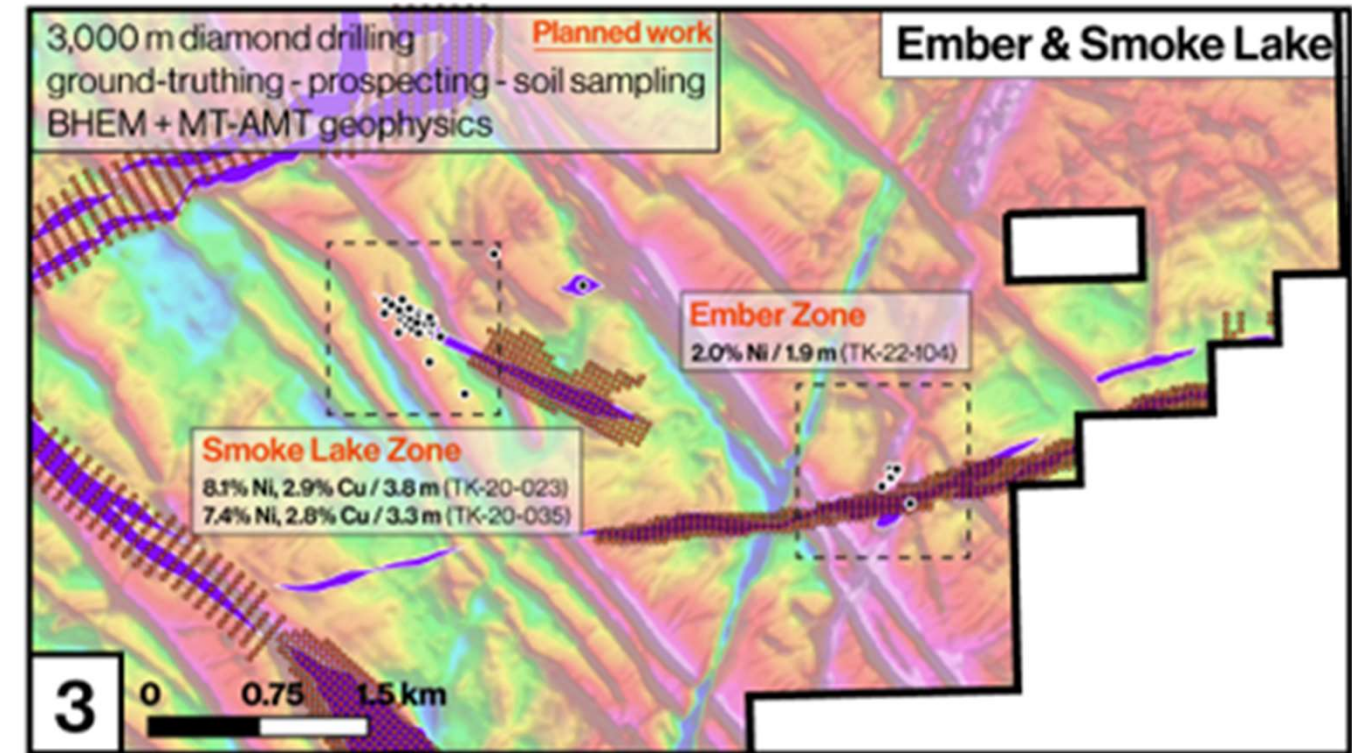 3,000 m diamond drilling
Planned work
ground-truthing - prospecting - soil sampling
BHEM + MT-AMT geophysics
Ember & Smoke Lake
Ember Zone
2.0% Ni / 1.9 m (TK-22-104)
Smoke Lake Zone
8.1% Ni, 2.9% Cu / 3.8 m (TK-20-023)
7.4% Ni, 2.8% Cu / 3.3 m (TK-20-035)
3
0 0.75 1.5 km